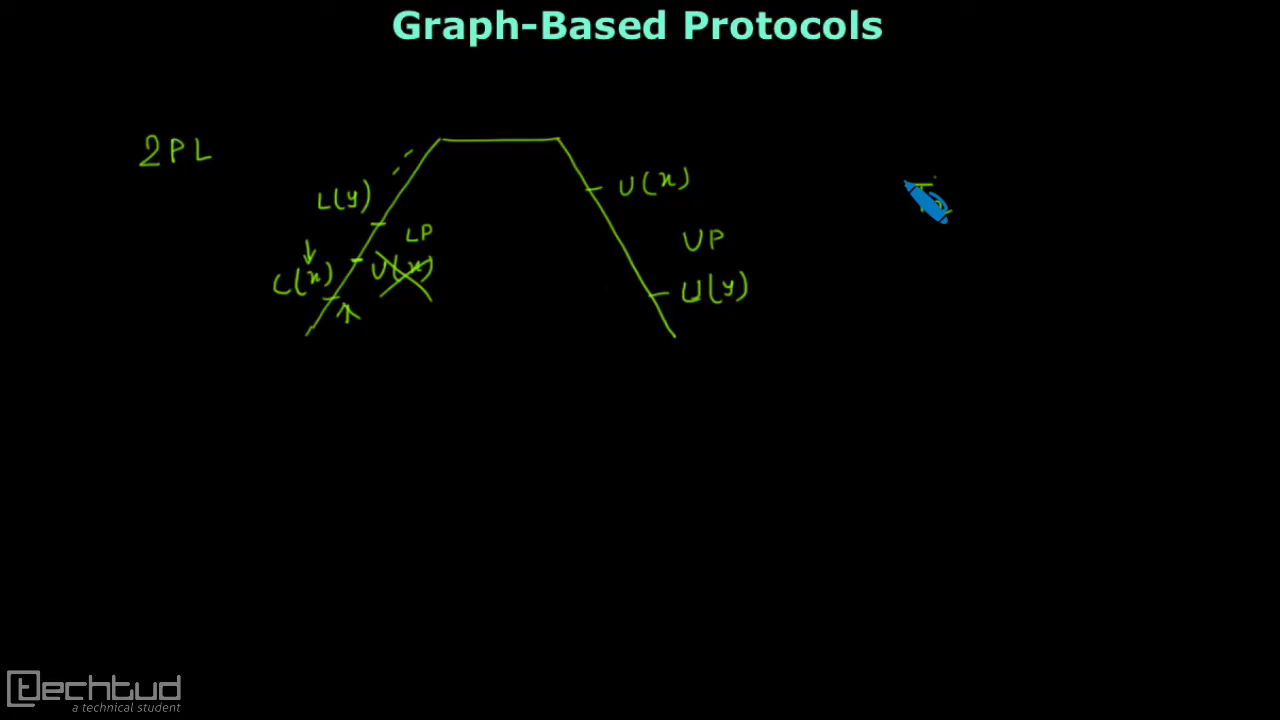 Graph-Based Protocols
2PL
L(y)
U(x)
LP
UP
L(x)
U(x)
U(y)
techtud
a technical student